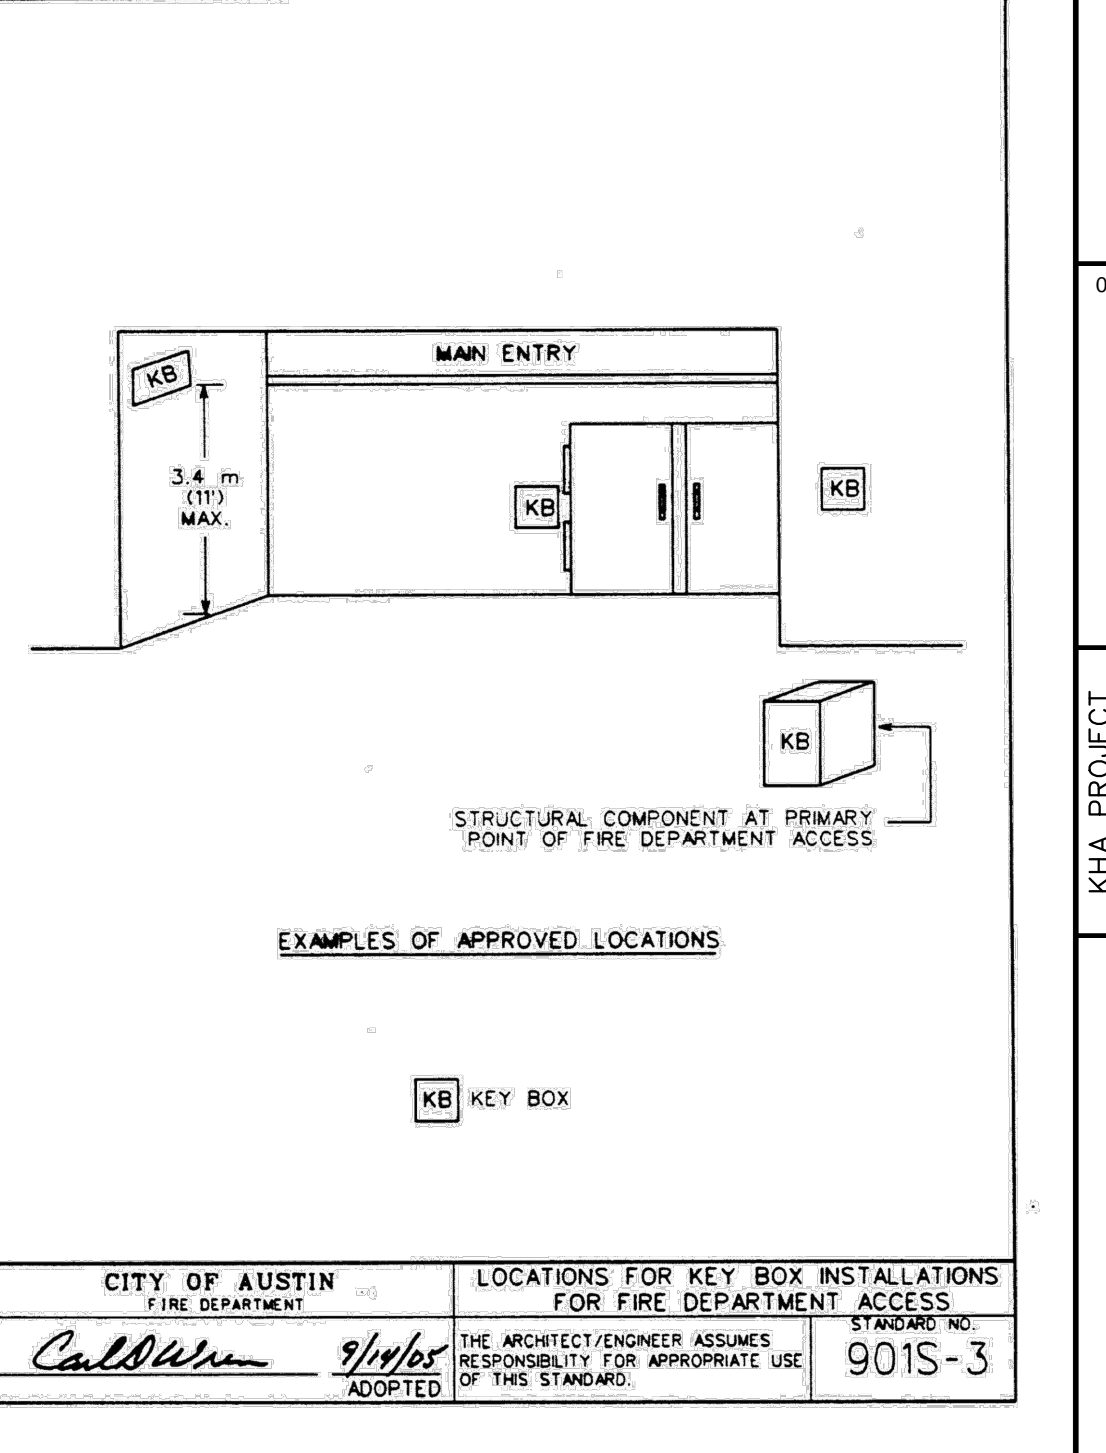 MAIN ENTRY
KB
3.4 m
(11')
MAX.
KB
KB
KB
STRUCTURAL COMPONENT AT PRIMARY
POINT OF FIRE DEPARTMENT ACCESS
EXAMPLES OF APPROVED LOCATIONS
KB KEY BOX
CITY OF AUSTIN
FIRE DEPARTMENT
LOCATIONS FOR KEY BOX INSTALLATIONS
FOR FIRE DEPARTMENT ACCESS
Carl D Wren
9/14/05
ADOPTED
THE ARCHITECT/ENGINEER ASSUMES
RESPONSIBILITY FOR APPROPRIATE USE
OF THIS STANDARD.
STANDARD NO.
901S-3
0
KHA PROJECT